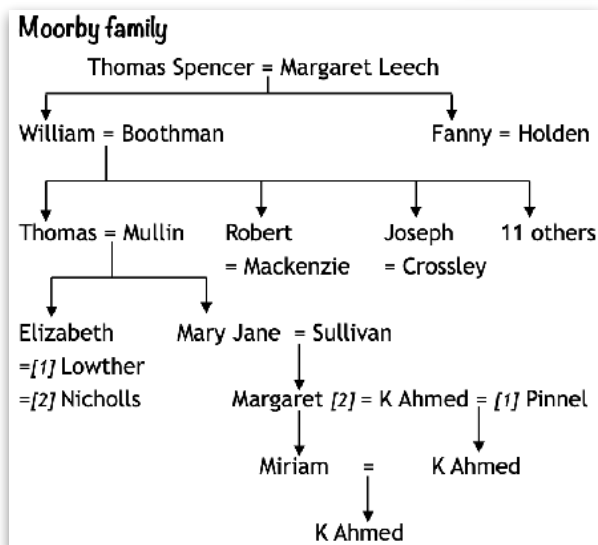 Moorby family
Thomas Spencer = Margaret Leech
William = Boothman Fanny = Holden
Thomas = Mullin Robert Joseph 11 others
= Mackenzie = Crossley
Elizabeth Mary Jane = Sullivan
=[1] Lowther
=[2] Nicholls Margaret [2] = K Ahmed = [1] Pinnel
Miriam = K Ahmed
K Ahmed